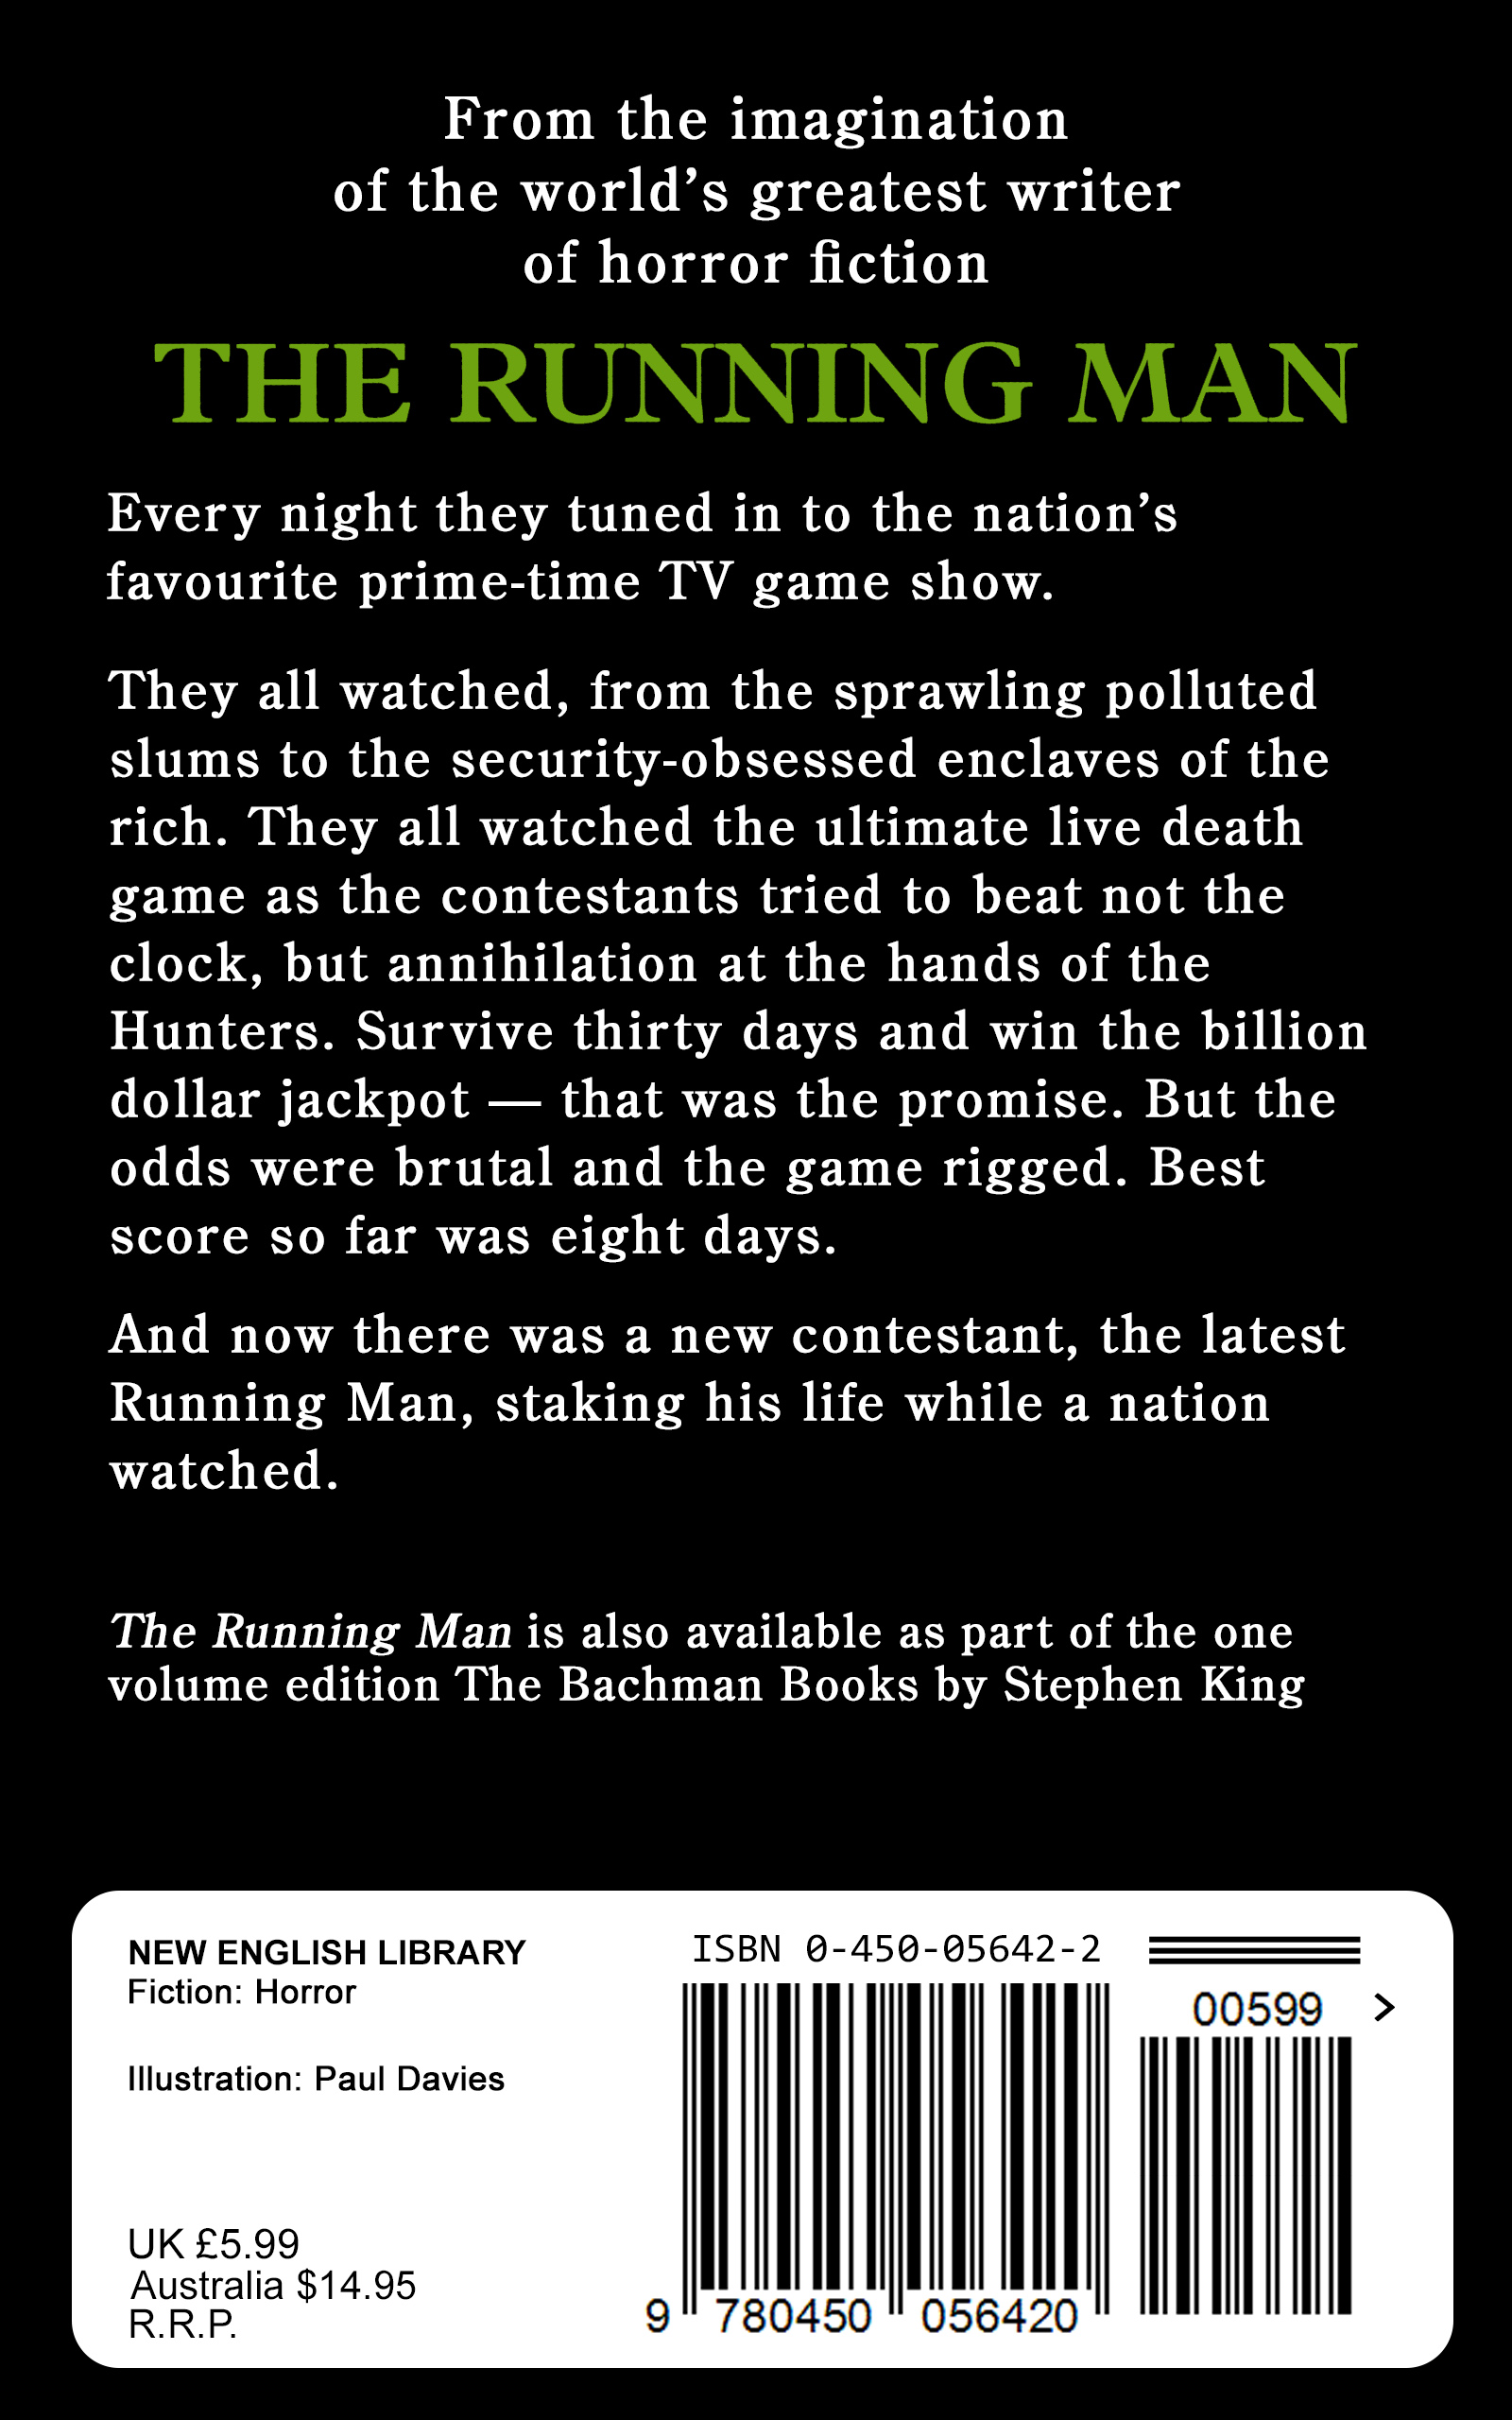 From the imagination
of the world’s greatest writer
of horror fiction
THE RUNNING MAN
Every night they tuned in to the nation’s
favourite prime-time TV game show.
They all watched, from the sprawling polluted
slums to the security-obsessed enclaves of the
rich. They all watched the ultimate live death
game as the contestants tried to beat not the
clock, but annihilation at the hands of the
Hunters. Survive thirty days and win the billion
dollar jackpot — that was the promise. But the
odds were brutal and the game rigged. Best
score so far was eight days.
And now there was a new contestant, the latest
Running Man, staking his life while a nation
watched.
The Running Man is also available as part of the one
volume edition The Bachman Books by Stephen King
NEW ENGLISH LIBRARY
Fiction: Horror
Illustration: Paul Davies
UK £5.99
Australia $14.95
R.R.P.
ISBN 0-450-05642-2
00599 >
9 780450 056420